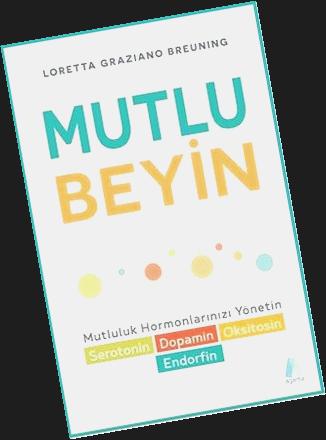 LORETTA GRAZIANO BREUNING
MUTLU
BEYİN
Mutluluk Hormonlarınızı Yönetin
Serotonin Dopamin Oksitosin
Endorfin